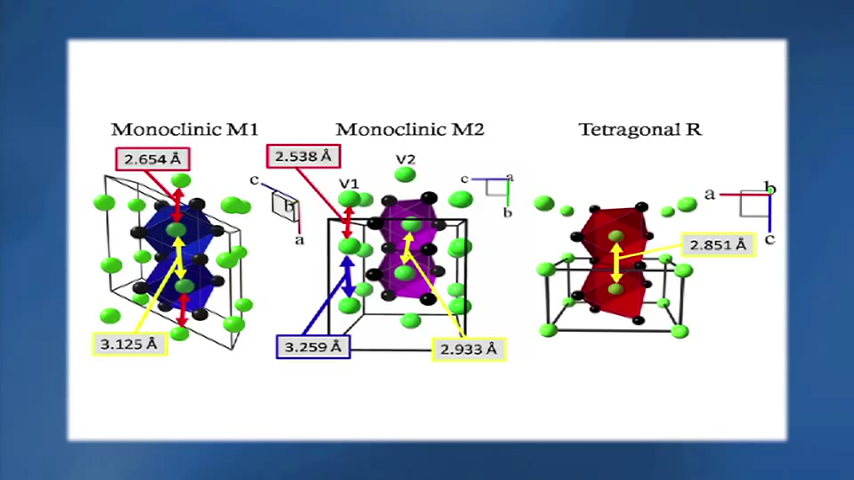 Monoclinic M1
Monoclinic M2
Tetragonal R
2.654 Å
2.538 Å
V2
V1
c
b
a
c
a
b
a
b
c
2.851 Å
3.125 Å
3.259 Å
2.933 Å